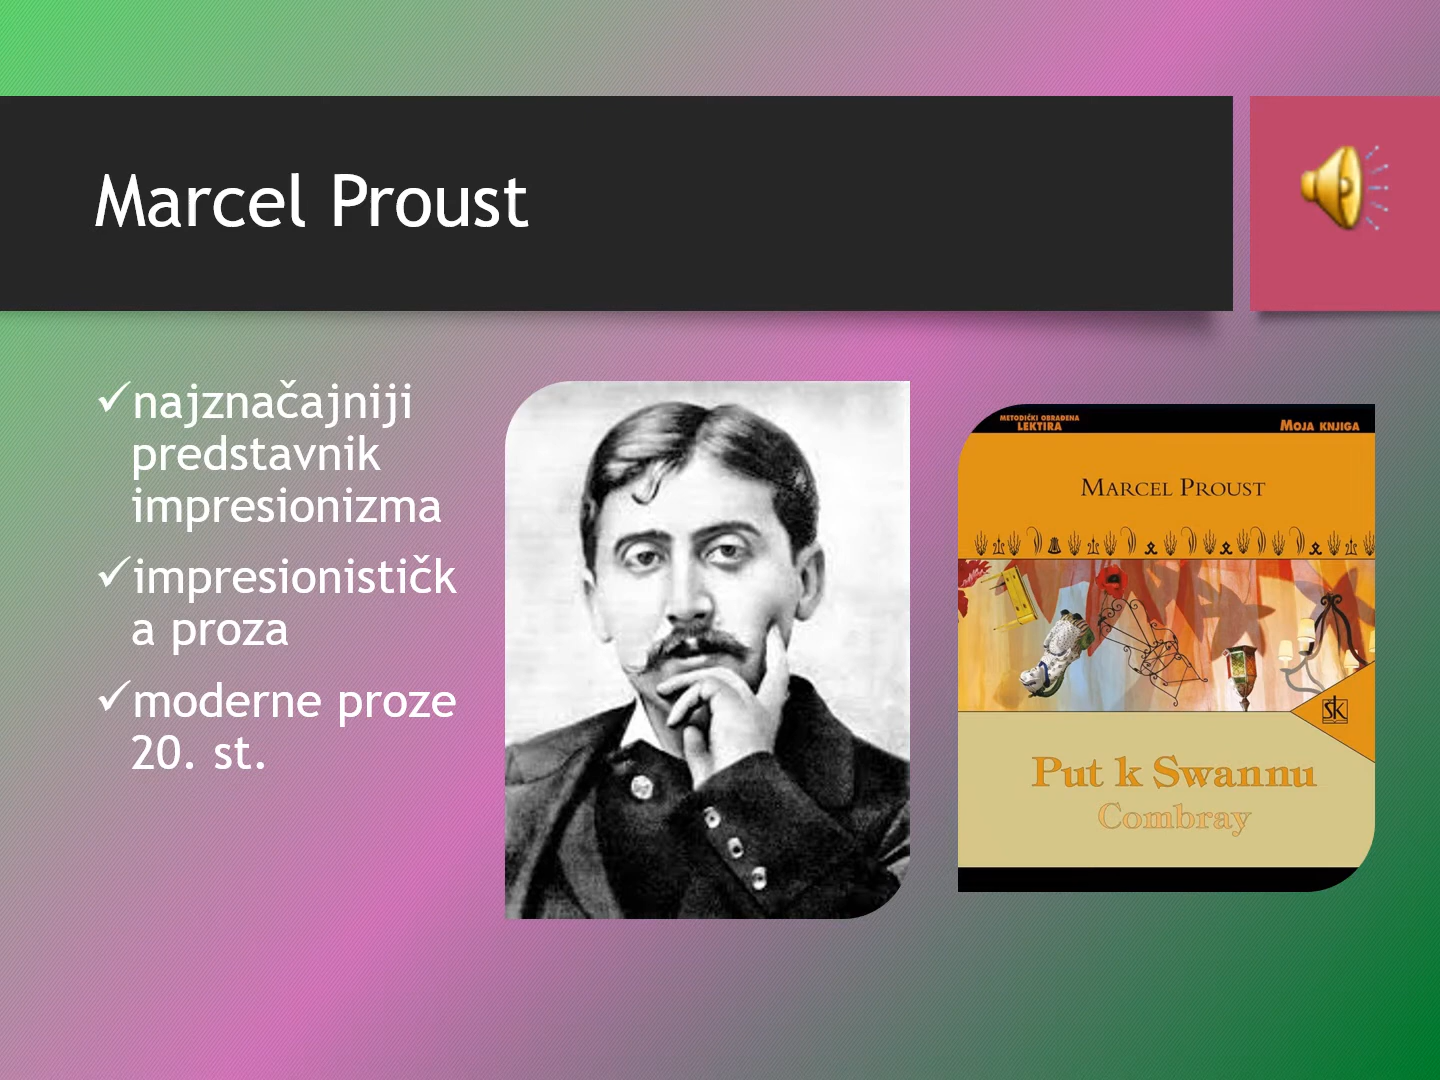 Marcel Proust
✓najznačajniji
predstavnik
impresionizma
✓impresionističk
a proza
✓moderne proze
20. st.
METODIČKI OBRAĐENA
LEKTIRA
MOJA KNJIGA
MARCEL PROUST
ŠK
Put k Swannu
Combray